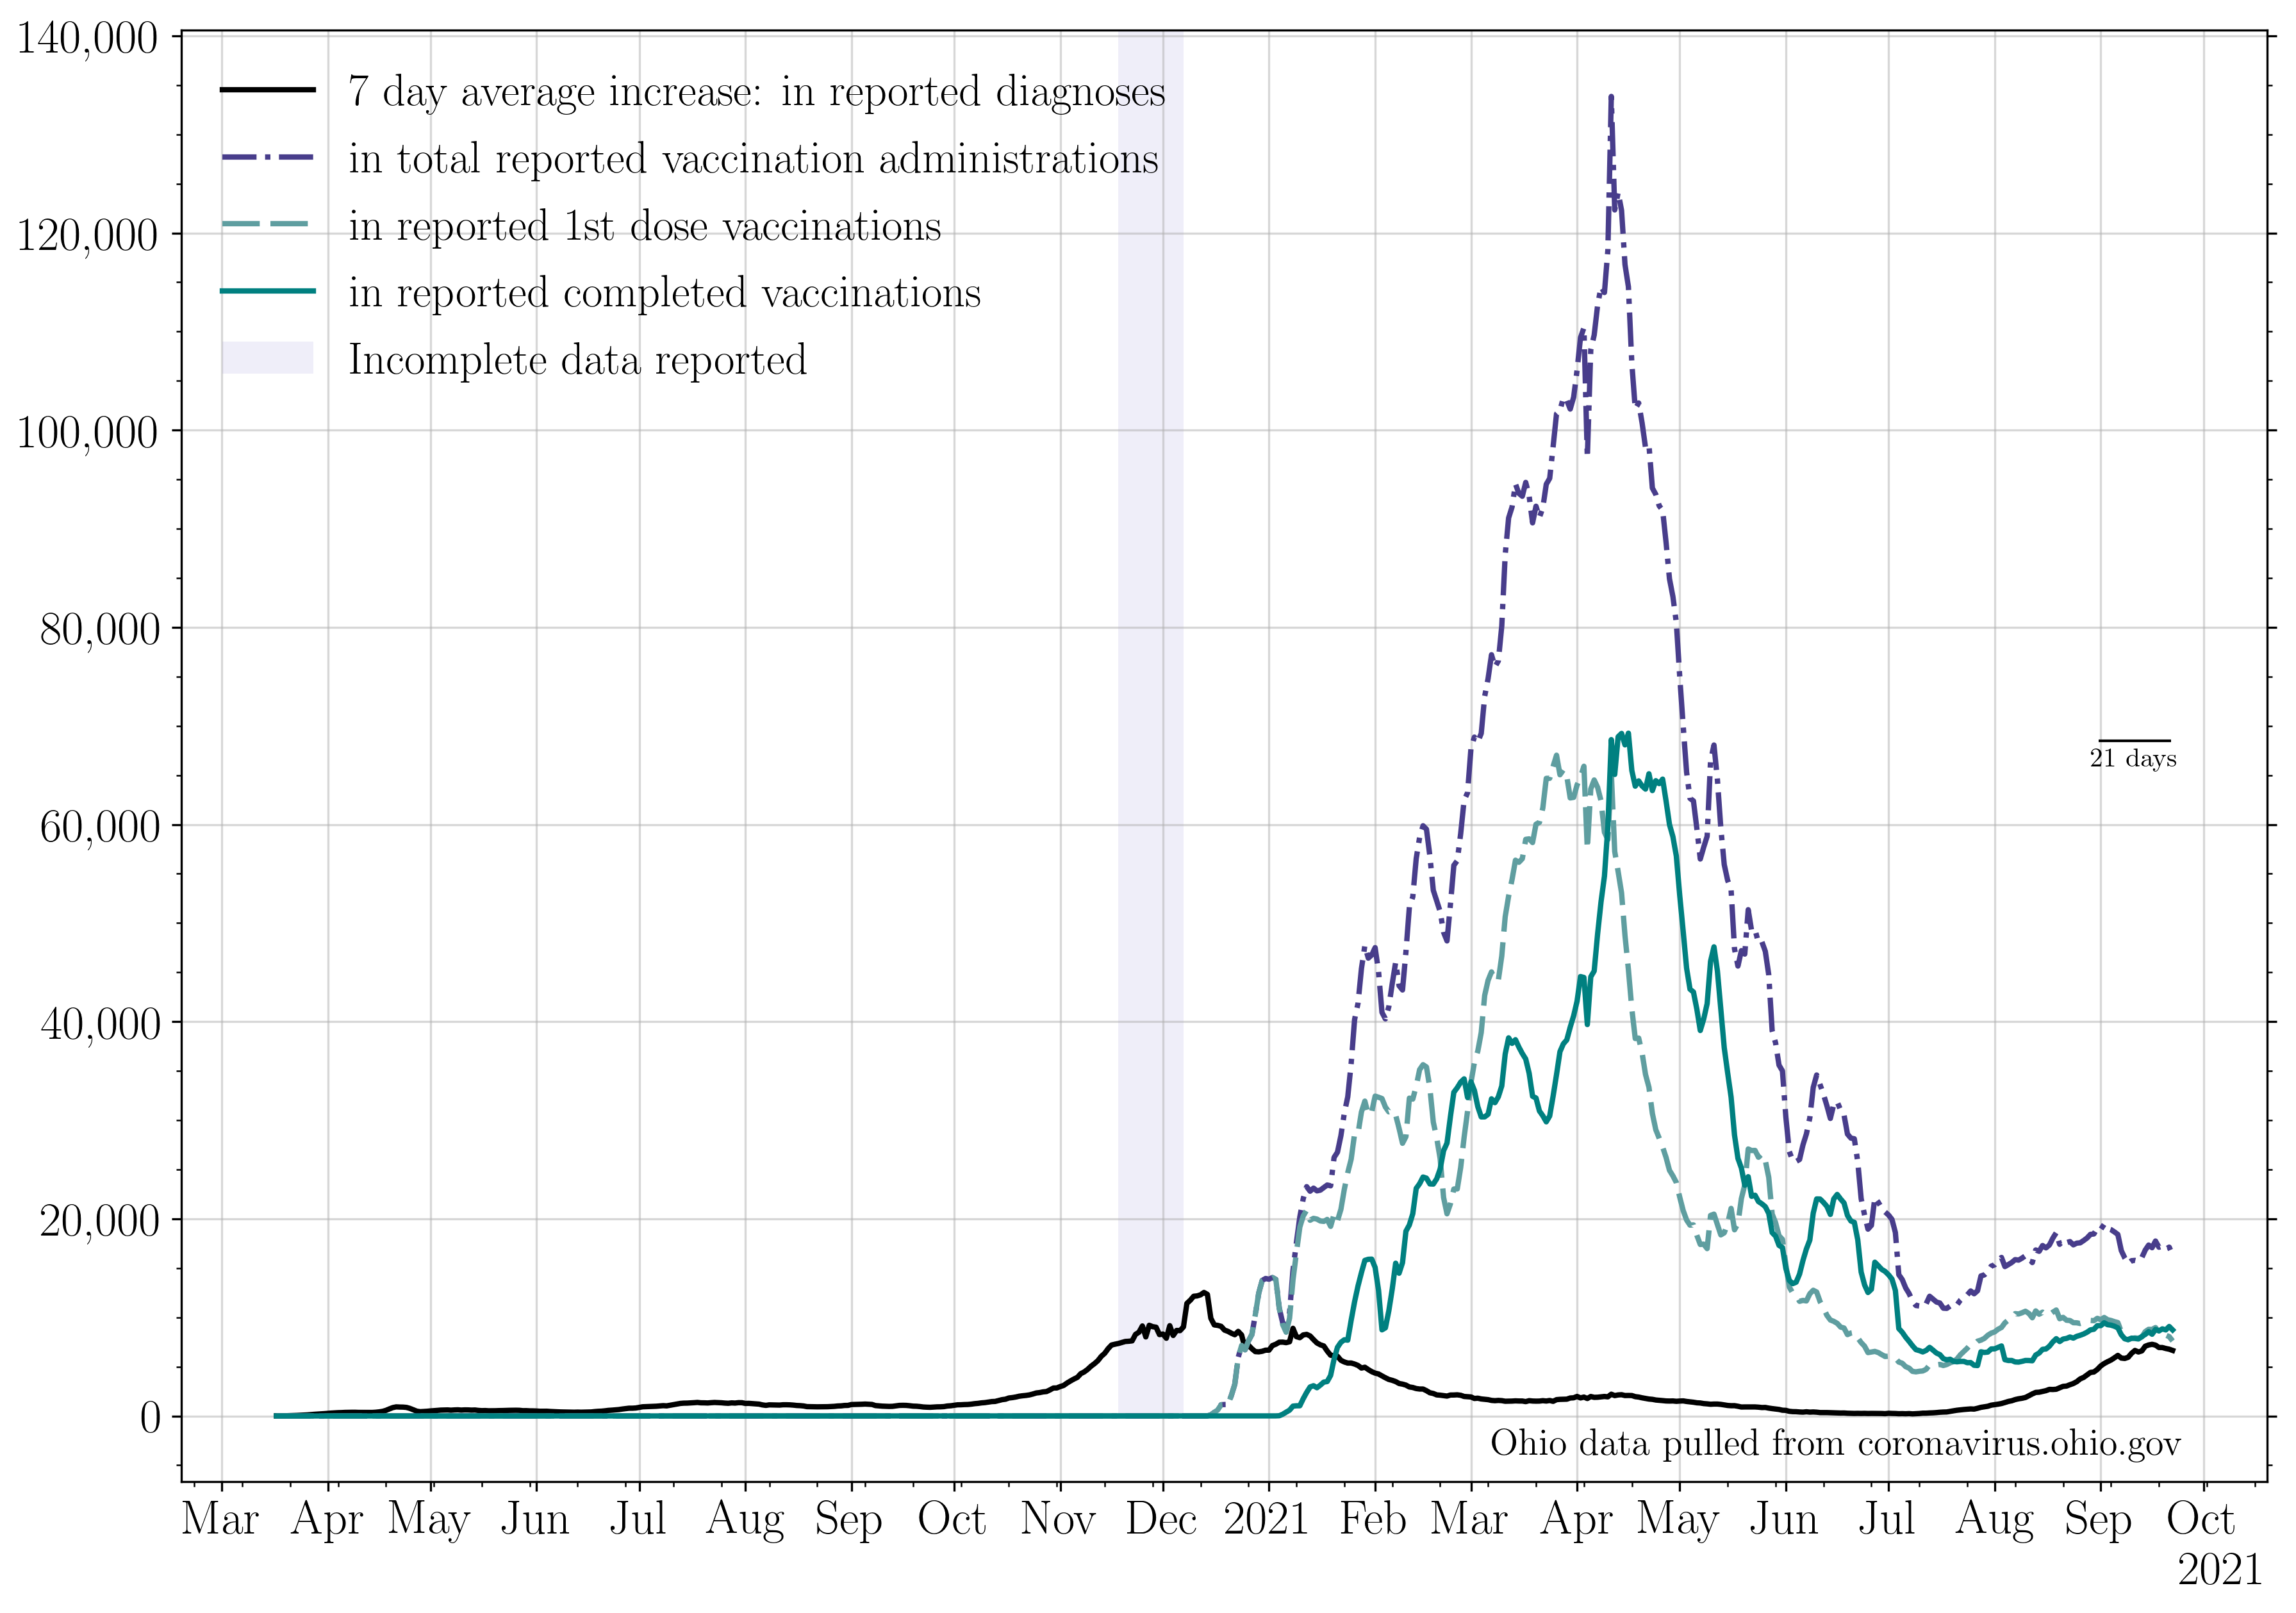 140,000
120,000
100,000
80,000
60,000
40,000
20,000
0
7 day average increase: in reported diagnoses
in total reported vaccination administrations
in reported 1st dose vaccinations
in reported completed vaccinations
Incomplete data reported
21 days
Ohio data pulled from coronavirus.ohio.gov
Mar Apr May Jun Jul Aug Sep Oct Nov Dec 2021 Feb Mar Apr May Jun Jul Aug Sep Oct
2021